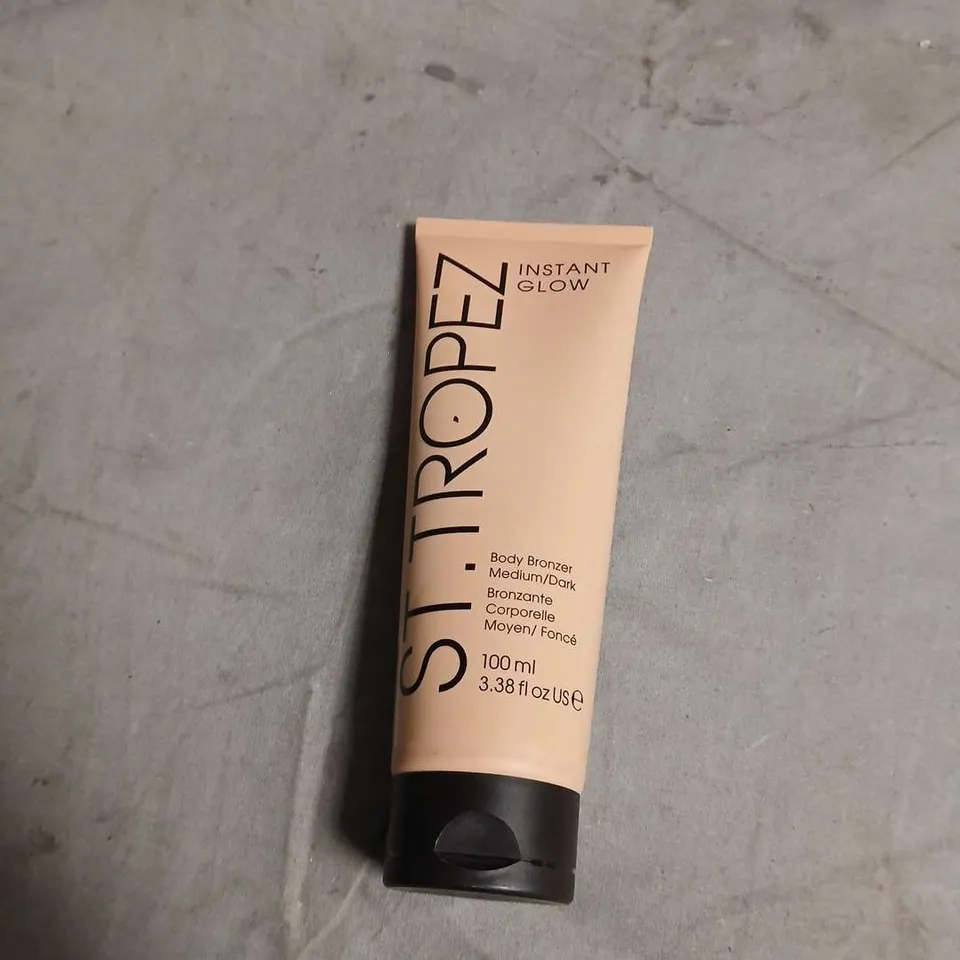 ST.TROPEZ
INSTANT
GLOW
Body Bronzer
Medium/Dark
Bronzante
Corporelle
Moyen/ Foncé
100 ml
3.38 fl oz US ℮